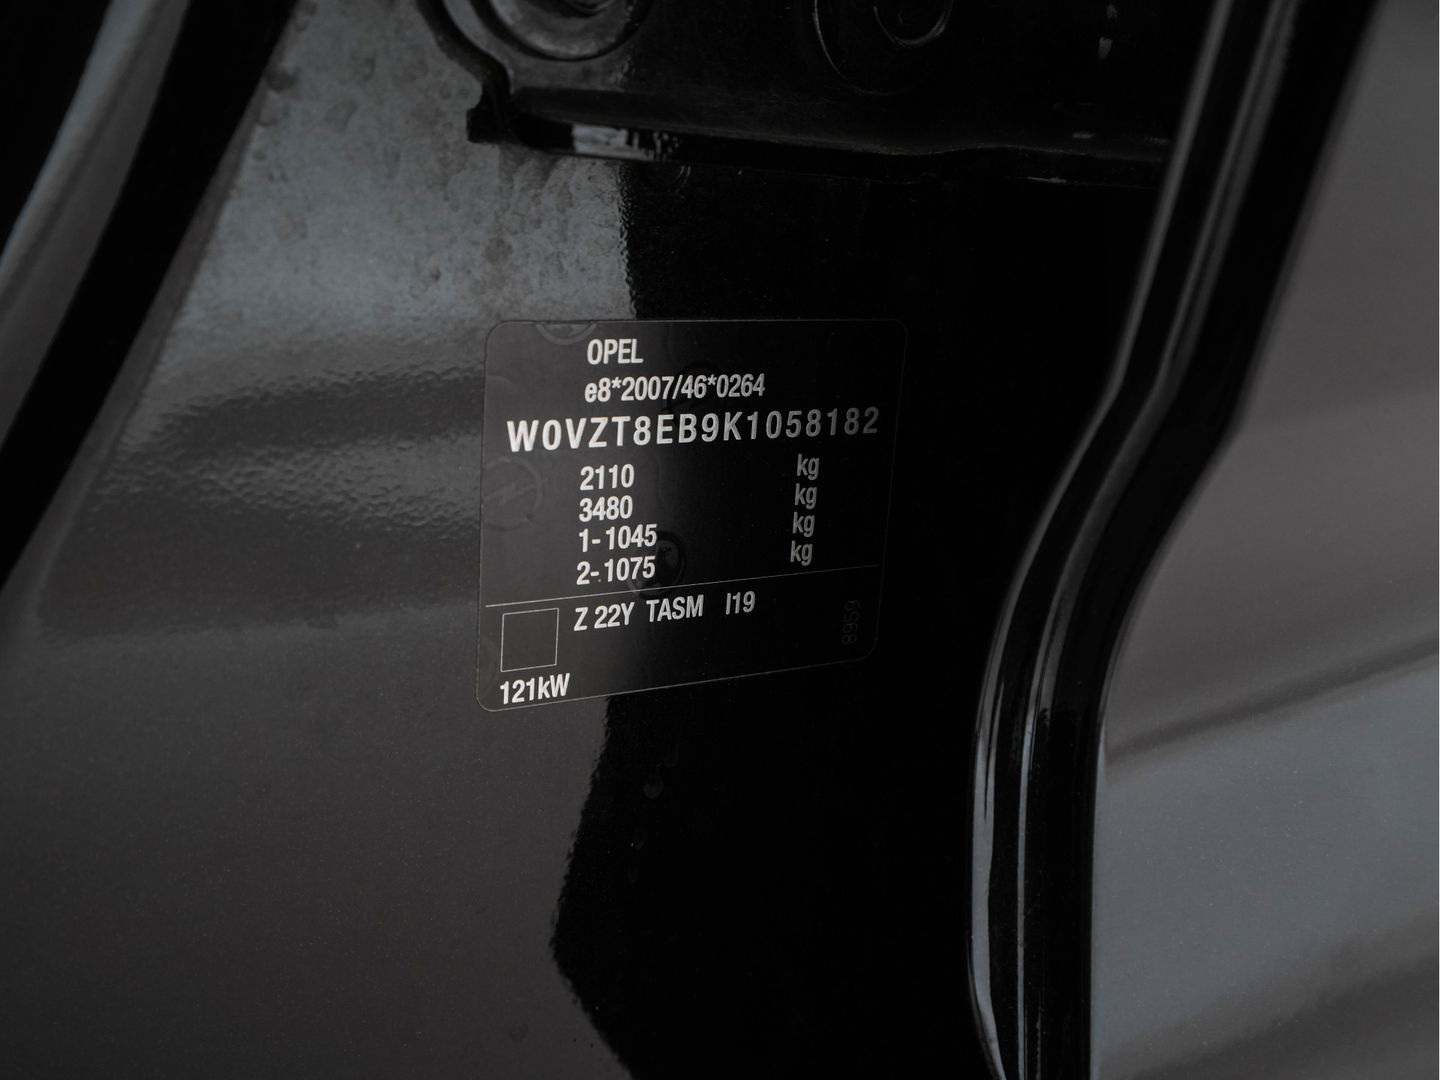 OPEL
e8*2007/46*0264
W0VZT8EB9K1058182
2110 kg
3480 kg
1-1045 kg
2-1075 kg
Z 22Y TASM I19
8959
121kW